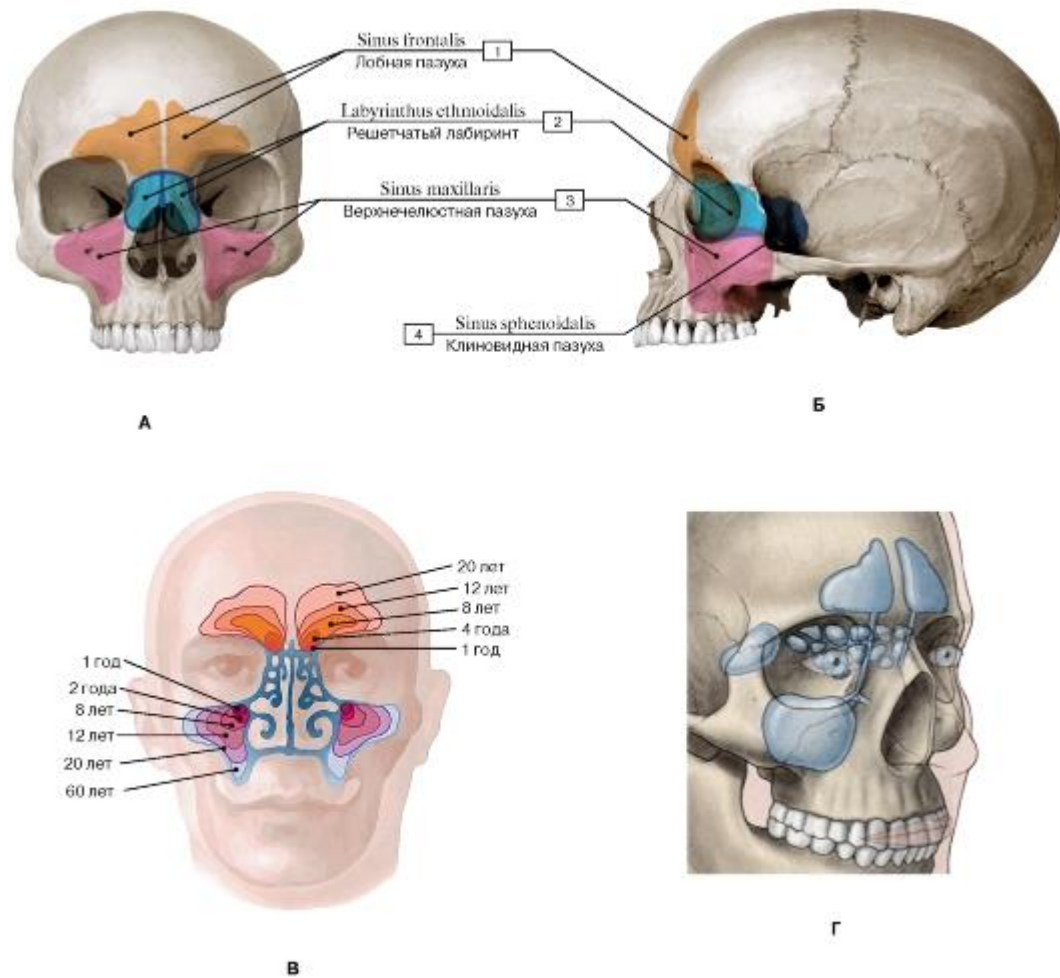 Sinus frontalis
Лобная пазуха
1
Labyrinthus ethmoidalis
Решетчатый лабиринт
2
Sinus maxillaris
Верхнечелюстная пазуха
3
Sinus sphenoidalis
Клиновидная пазуха
4
А
Б
20 лет
12 лет
8 лет
4 года
1 год
1 год
2 года
8 лет
12 лет
20 лет
60 лет
В
Г